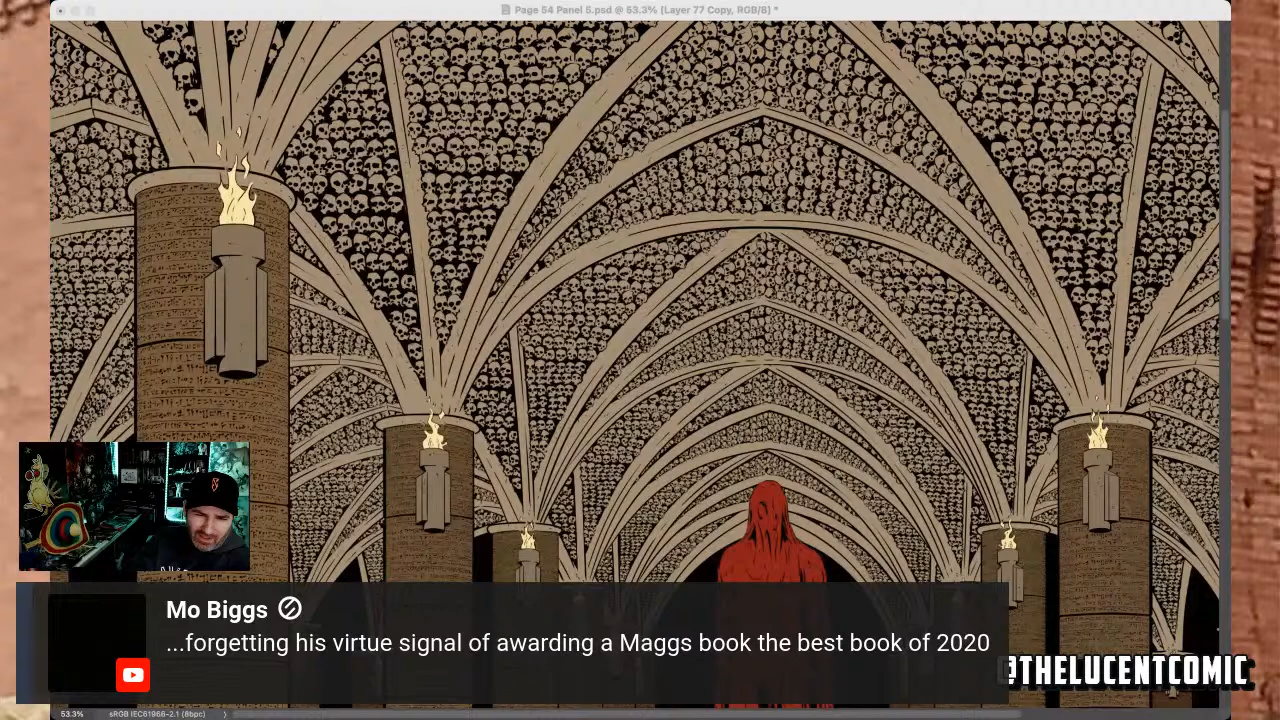 Page 54 Panel 5.psd @ 53.3% (Layer 77 Copy, RGB/8) *
Mo Biggs
...forgetting his virtue signal of awarding a Maggs book the best book of 2020
@THELUCENTCOMIC
53.3%
sRGB IEC61966-2.1 (8bpc)